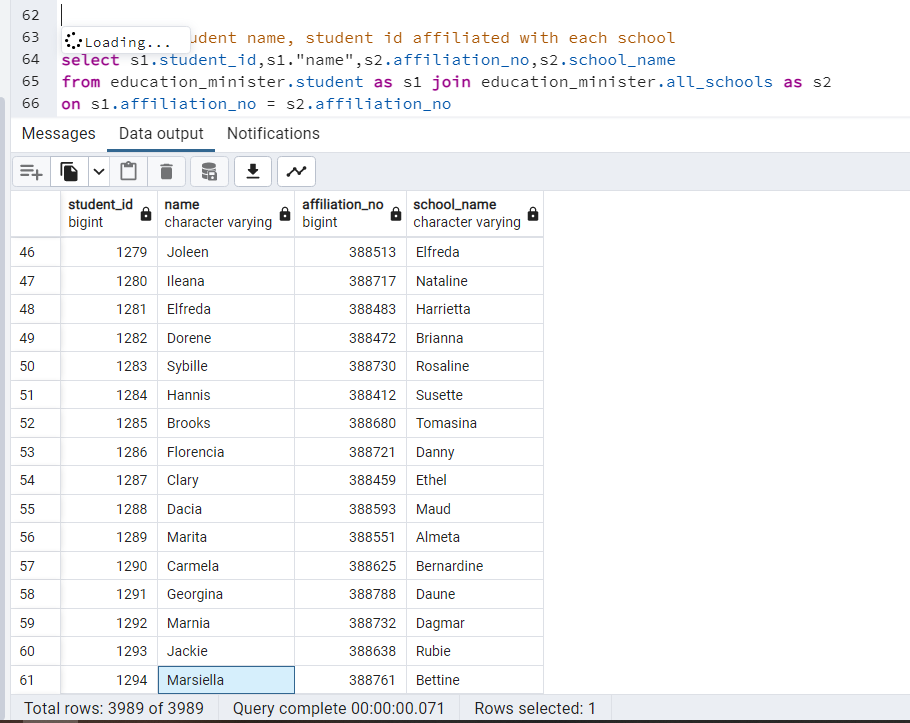 62
63 udent name, student id affiliated with each school
Loading...
64 select s1.student_id,s1."name",s2.affiliation_no,s2.school_name
65 from education_minister.student as s1 join education_minister.all_schools as s2
66 on s1.affiliation_no = s2.affiliation_no
Messages Data output Notifications
student_id name affiliation_no school_name
bigint character varying bigint character varying
46 1279 Joleen 388513 Elfreda
47 1280 Ileana 388717 Nataline
48 1281 Elfreda 388483 Harrietta
49 1282 Dorene 388472 Brianna
50 1283 Sybille 388730 Rosaline
51 1284 Hannis 388412 Susette
52 1285 Brooks 388680 Tomasina
53 1286 Florencia 388721 Danny
54 1287 Clary 388459 Ethel
55 1288 Dacia 388593 Maud
56 1289 Marita 388551 Almeta
57 1290 Carmela 388625 Bernardine
58 1291 Georgina 388788 Daune
59 1292 Marnia 388732 Dagmar
60 1293 Jackie 388638 Rubie
61 1294 Marsiella 388761 Bettine
Total rows: 3989 of 3989 Query complete 00:00:00.071 Rows selected: 1